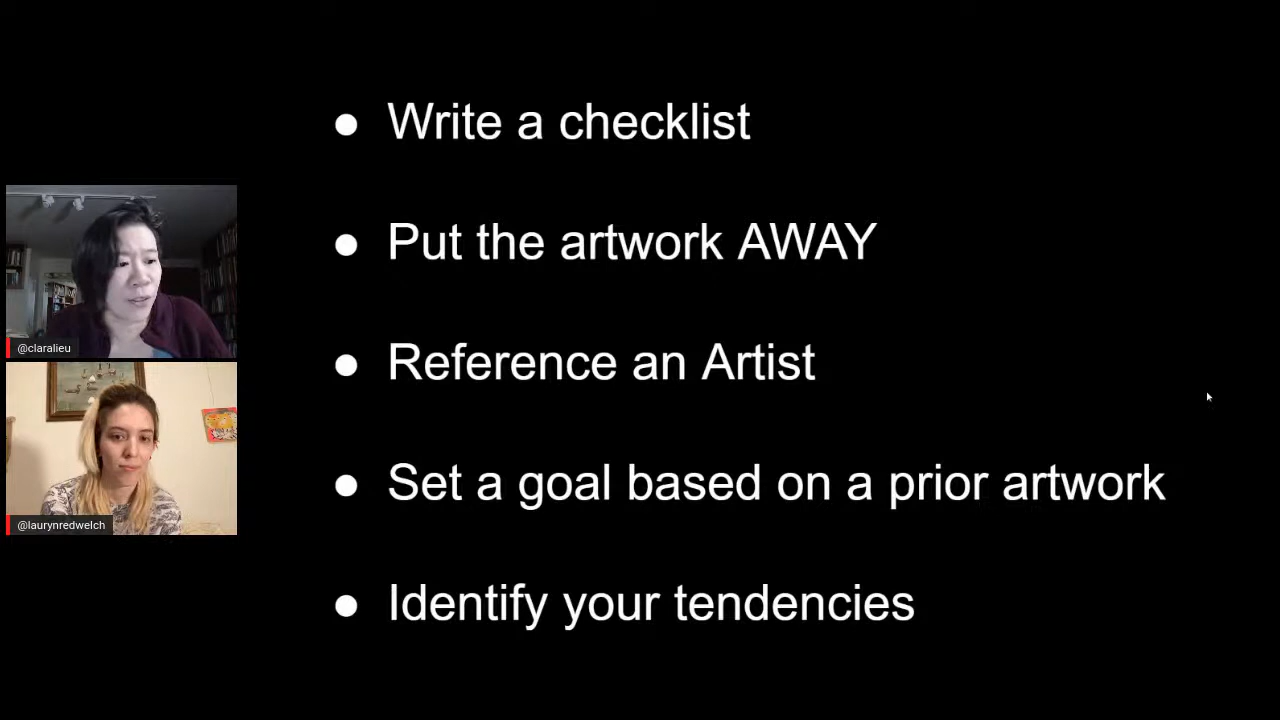 ● Write a checklist
● Put the artwork AWAY
@claralieu
● Reference an Artist
● Set a goal based on a prior artwork
@laurynredwelch
● Identify your tendencies